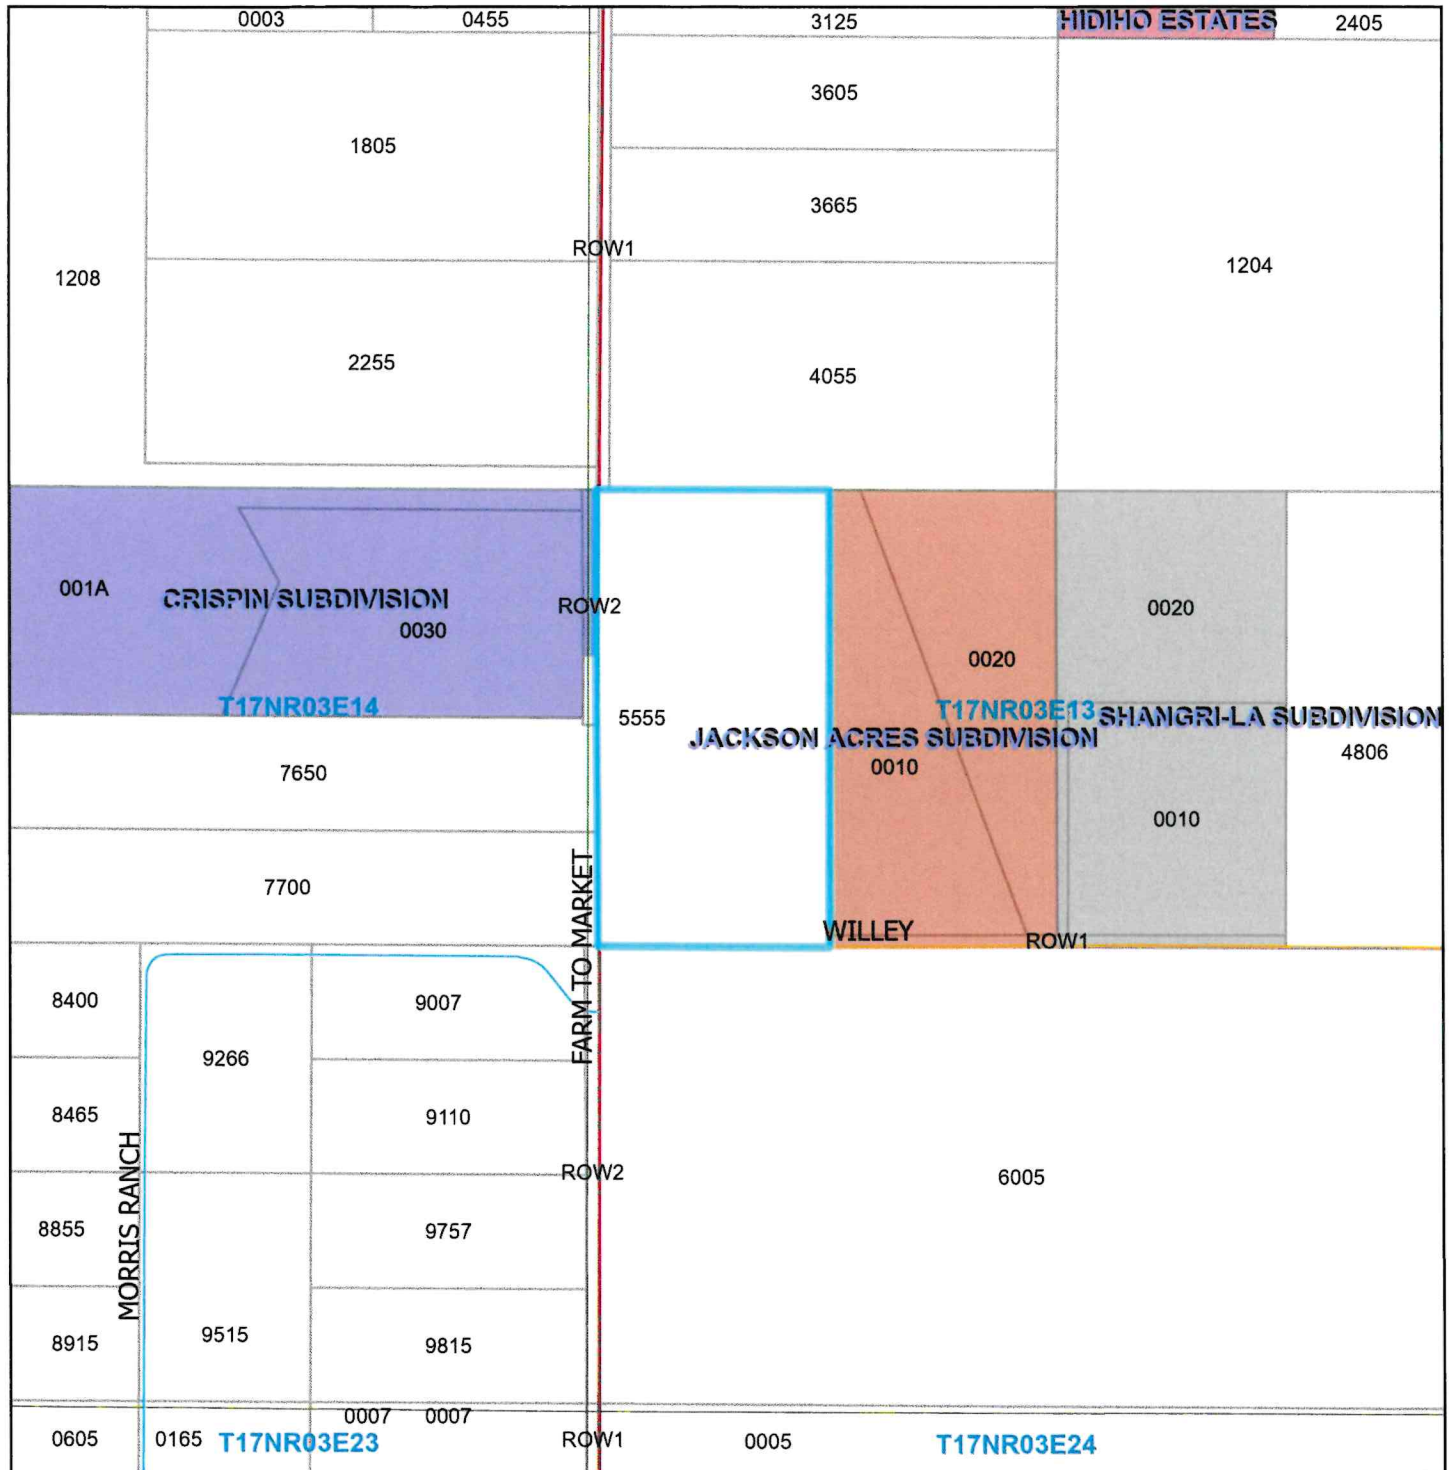 0003 0455 3125 HIDIHO ESTATES 2405
3605
1805
3665
ROW1
1208 1204
2255 4055
001A CRISPIN SUBDIVISION ROW2 0020
0030
0020
T17NR03E14 5555 T17NR03E13 SHANGRI-LA SUBDIVISION
JACKSON ACRES SUBDIVISION 4806
7650 0010
0010
7700
FARM TO MARKET
WILLEY ROW1
8400 9007
9266
8465 9110
MORRIS RANCH
ROW2 6005
8855 9757
8915 9515 9815
0007 0007
0605 0165 T17NR03E23 ROW1 0005 T17NR03E24